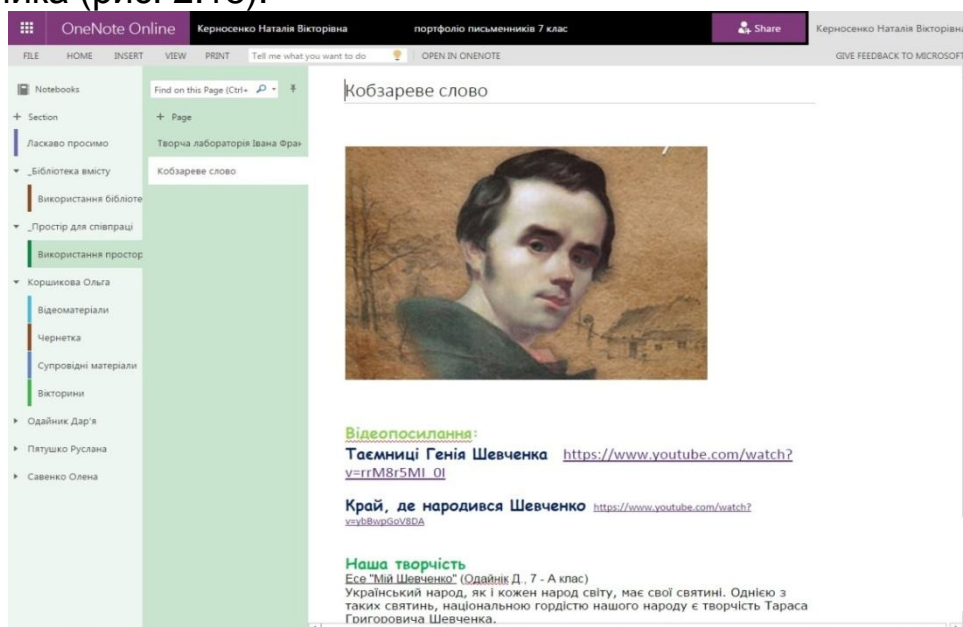 ника (рис. 2.18).
OneNote Online Керносенко Наталія Вікторівна портфоліо письменників 7 клас Share Керносенко Наталія Вікторівна
FILE HOME INSERT VIEW PRINT Tell me what you want to do OPEN IN ONENOTE GIVE FEEDBACK TO MICROSOFT
Notebooks
+ Section
Ласкаво просимо
_Бібліотека вмісту
Використання бібліоте
_Простір для співпраці
Використання простор
Коршикова Ольга
Відеоматеріали
Чернетка
Супровідні матеріали
Вікторини
Одайник Дар'я
Пятушко Руслана
Савенко Олена
Find on this Page (Ctrl+
+ Page
Творча лабораторія Івана Фран
Кобзареве слово
Кобзареве слово
Відеопосилання:
Таємниці Генія Шевченка https://www.youtube.com/watch?
v=rrM8r5MI_0I
Край, де народився Шевченко https://www.youtube.com/watch?
v=ybBwpGoV8DA
Наша творчість
Есе "Мій Шевченко" (Одайнік Д., 7 - А клас)
Український народ, як і кожен народ світу, має свої святині. Однією з
таких святинь, національною гордістю нашого народу є творчість Тараса
Григоровича Шевченка.